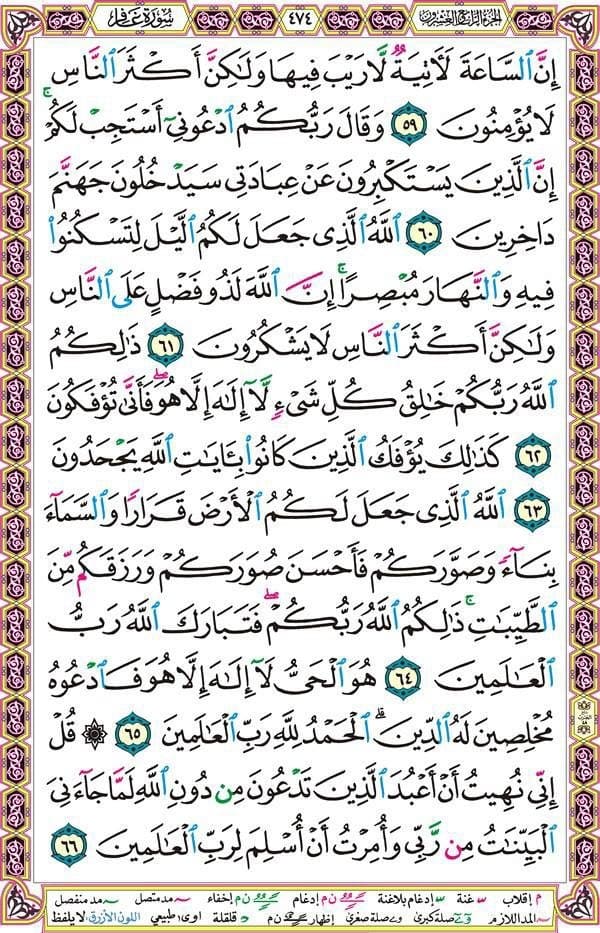 الجزء الرابع والعشرون ٤٧٤ سورة غافر
إِنَّ ٱلسَّاعَةَ لَأٓتِيَةٌ لَّا رَيْبَ فِيهَا وَلَٰكِنَّ أَكْثَرَ ٱلنَّاسِ
لَا يُؤْمِنُونَ ٥٩ وَقَالَ رَبُّكُمُ ٱدْعُونِىٓ أَسْتَجِبْ لَكُمْ ۚ
إِنَّ ٱلَّذِينَ يَسْتَكْبِرُونَ عَنْ عِبَادَتِى سَيَدْخُلُونَ جَهَنَّمَ
دَاخِرِينَ ٦٠ ٱللَّهُ ٱلَّذِى جَعَلَ لَكُمُ ٱلَّيْلَ لِتَسْكُنُوا۟
فِيهِ وَٱلنَّهَارَ مُبْصِرًا ۚ إِنَّ ٱللَّهَ لَذُو فَضْلٍ عَلَى ٱلنَّاسِ
وَلَٰكِنَّ أَكْثَرَ ٱلنَّاسِ لَا يَشْكُرُونَ ٦١ ذَٰلِكُمُ
ٱللَّهُ رَبُّكُمْ خَٰلِقُ كُلِّ شَىْءٍ لَّآ إِلَٰهَ إِلَّا هُوَ ۖ فَأَنَّىٰ تُؤْفَكُونَ
٦٢ كَذَٰلِكَ يُؤْفَكُ ٱلَّذِينَ كَانُوا۟ بِـَٔايَٰتِ ٱللَّهِ يَجْحَدُونَ
٦٣ ٱللَّهُ ٱلَّذِى جَعَلَ لَكُمُ ٱلْأَرْضَ قَرَارًا وَٱلسَّمَآءَ
بِنَآءً وَصَوَّرَكُمْ فَأَحْسَنَ صُوَرَكُمْ وَرَزَقَكُم مِّنَ
ٱلطَّيِّبَٰتِ ۚ ذَٰلِكُمُ ٱللَّهُ رَبُّكُمْ ۖ فَتَبَارَكَ ٱللَّهُ رَبُّ
ٱلْعَٰلَمِينَ ٦٤ هُوَ ٱلْحَىُّ لَآ إِلَٰهَ إِلَّا هُوَ فَٱدْعُوهُ
مُخْلِصِينَ لَهُ ٱلدِّينَ ۗ ٱلْحَمْدُ لِلَّهِ رَبِّ ٱلْعَٰلَمِينَ ٦٥ ۞ قُلْ
إِنِّى نُهِيتُ أَنْ أَعْبُدَ ٱلَّذِينَ تَدْعُونَ مِن دُونِ ٱللَّهِ لَمَّا جَآءَنِىَ
ٱلْبَيِّنَٰتُ مِن رَّبِّى وَأُمِرْتُ أَنْ أُسْلِمَ لِرَبِّ ٱلْعَٰلَمِينَ ٦٦
م إقلاب غنة إدغام بلاغنة ن م إدغام ن م إخفاء مد متصل مد منفصل
المد اللازم صلة كبرى صلة صغرى إظهار ن م قلقلة اوى طبيعي اللون الأزرق لا يلفظ